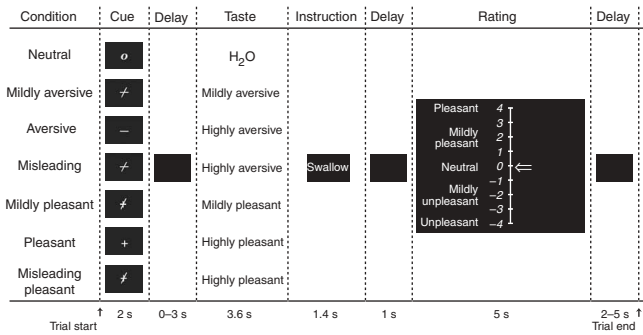 Condition Cue Delay Taste Instruction Delay Rating Delay
Neutral o H₂O
Mildly aversive ≁ Mildly aversive
Aversive – Highly aversive
Misleading ≁ Highly aversive Swallow
Mildly pleasant ҂ Mildly pleasant
Pleasant + Highly pleasant
Misleading
pleasant
Highly pleasant
Pleasant 4
3
Mildly
pleasant
2
1
Neutral 0 ⇐
–1
Mildly
unpleasant
–2
–3
Unpleasant –4
↑ 2 s 0–3 s 3.6 s 1.4 s 1 s 5 s 2–5 s ↑
Trial start Trial end